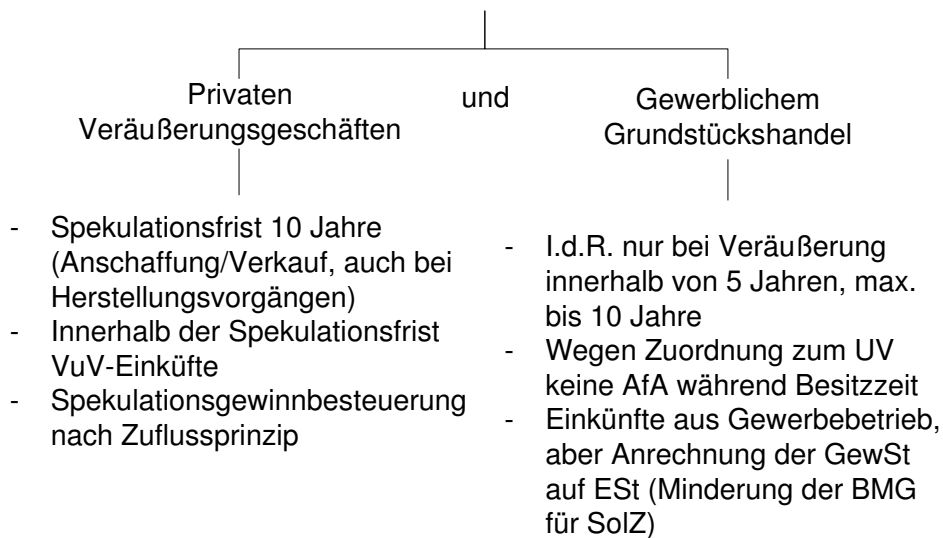 Privaten
Veräußerungsgeschäften
und
Gewerblichem
Grundstückshandel
- Spekulationsfrist 10 Jahre
(Anschaffung/Verkauf, auch bei
Herstellungsvorgängen)
- Innerhalb der Spekulationsfrist
VuV-Einküfte
- Spekulationsgewinnbesteuerung
nach Zuflussprinzip
- I.d.R. nur bei Veräußerung
innerhalb von 5 Jahren, max.
bis 10 Jahre
- Wegen Zuordnung zum UV
keine AfA während Besitzzeit
- Einkünfte aus Gewerbebetrieb,
aber Anrechnung der GewSt
auf ESt (Minderung der BMG
für SolZ)